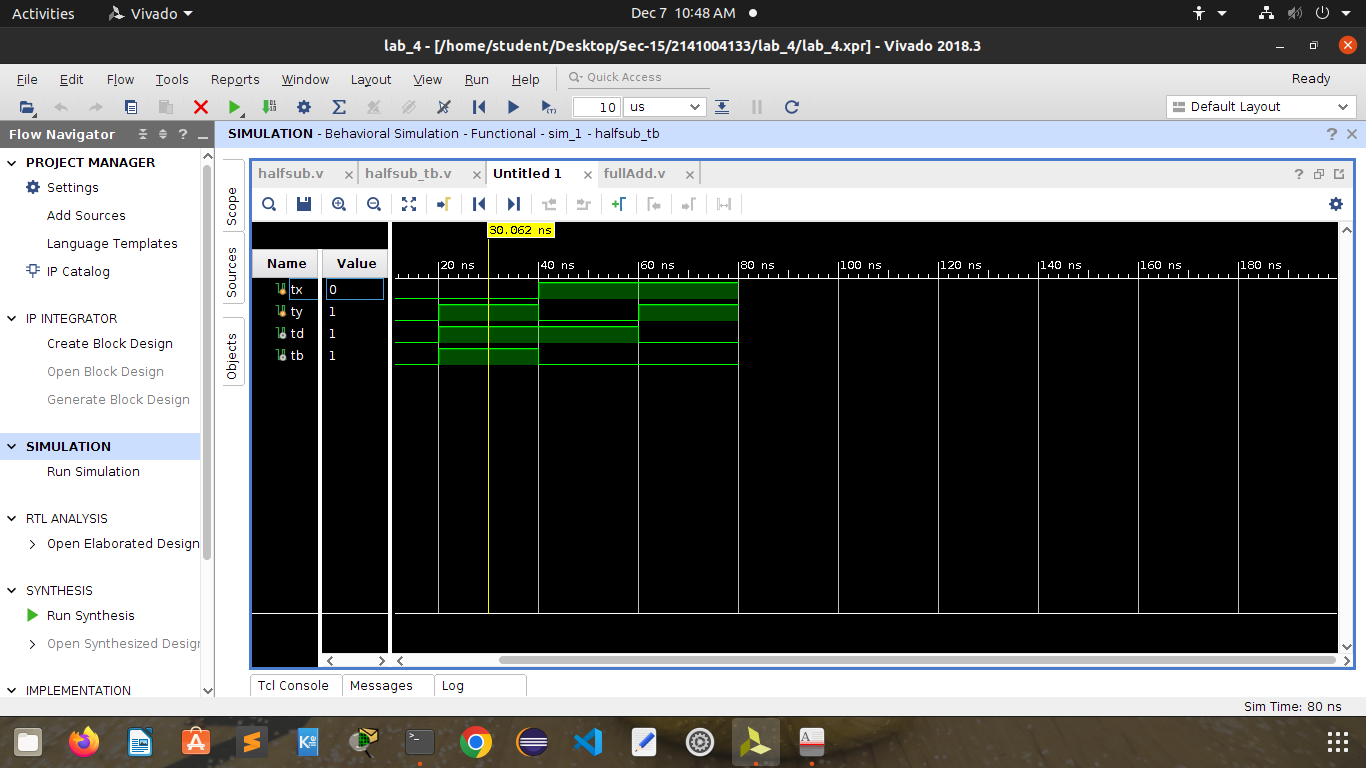 Activities Vivado Dec 7 10:48 AM
lab_4 - [/home/student/Desktop/Sec-15/2141004133/lab_4/lab_4.xpr] - Vivado 2018.3
File Edit Flow Tools Reports Window Layout View Run Help Quick Access Ready
10 us Default Layout
Flow Navigator
SIMULATION - Behavioral Simulation - Functional - sim_1 - halfsub_tb
PROJECT MANAGER
Settings
Add Sources
Language Templates
IP Catalog
IP INTEGRATOR
Create Block Design
Open Block Design
Generate Block Design
SIMULATION
Run Simulation
RTL ANALYSIS
Open Elaborated Design
SYNTHESIS
Run Synthesis
Open Synthesized Design
IMPLEMENTATION
Scope
Sources
Objects
halfsub.v halfsub_tb.v Untitled 1 fullAdd.v
30.062 ns
Name Value
20 ns 40 ns 60 ns 80 ns 100 ns 120 ns 140 ns 160 ns 180 ns
tx 0
ty 1
td 1
tb 1
Tcl Console Messages Log
Sim Time: 80 ns